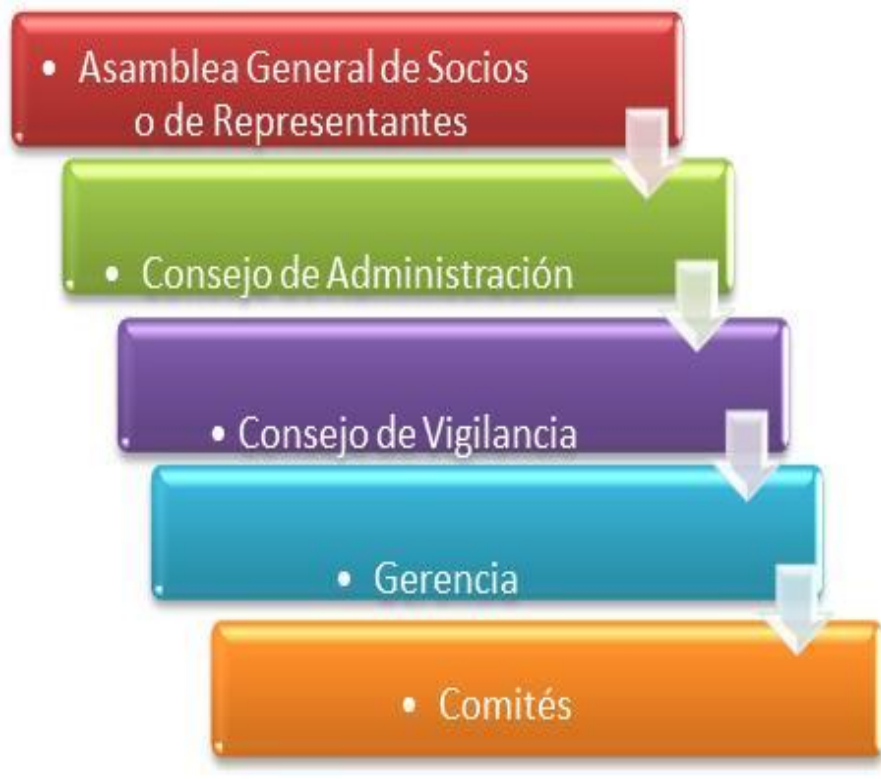 • Asamblea General de Socios
o de Representantes
• Consejo de Administración
• Consejo de Vigilancia
• Gerencia
• Comités